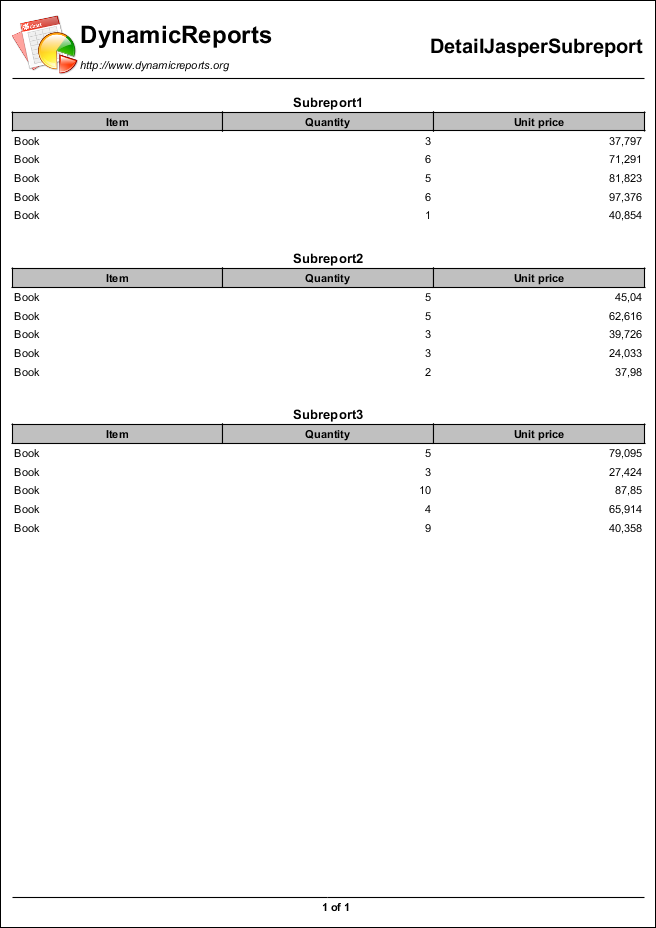 DynamicReports
DetailJasperSubreport
http://www.dynamicreports.org
Subreport1
Item Quantity Unit price
Book 3 37,797
Book 6 71,291
Book 5 81,823
Book 6 97,376
Book 1 40,854
Subreport2
Item Quantity Unit price
Book 5 45,04
Book 5 62,616
Book 3 39,726
Book 3 24,033
Book 2 37,98
Subreport3
Item Quantity Unit price
Book 5 79,095
Book 3 27,424
Book 10 87,85
Book 4 65,914
Book 9 40,358
1 of 1